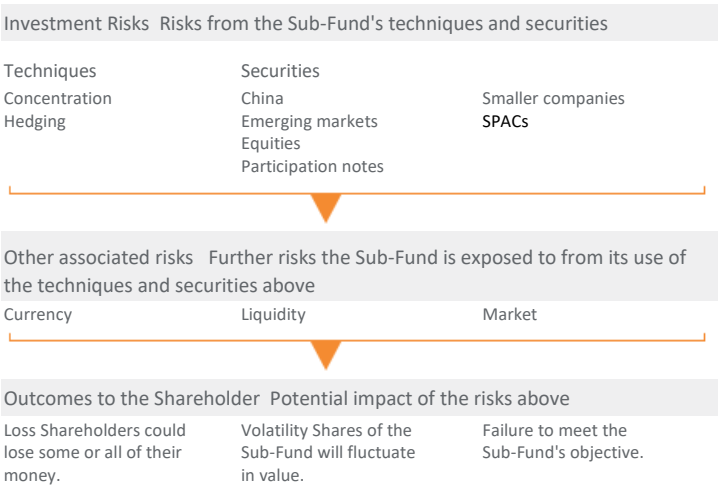 Investment Risks Risks from the Sub-Fund's techniques and securities
Techniques
Concentration
Hedging
Securities
China
Emerging markets
Equities
Participation notes
Smaller companies
SPACs
Other associated risks Further risks the Sub-Fund is exposed to from its use of
the techniques and securities above
Currency
Liquidity
Market
Outcomes to the Shareholder Potential impact of the risks above
Loss Shareholders could
lose some or all of their
money.
Volatility Shares of the
Sub-Fund will fluctuate
in value.
Failure to meet the
Sub-Fund's objective.